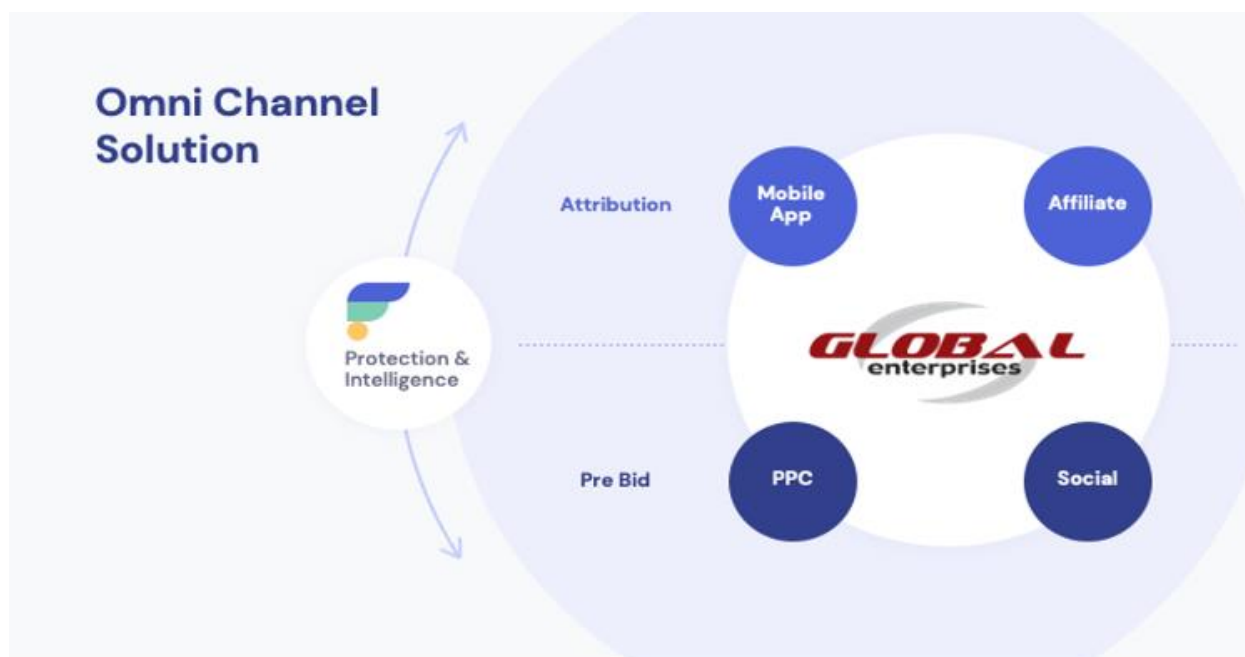 Omni Channel
Solution
Attribution
Mobile
App
Affiliate
Protection &
Intelligence
GLOBAL
enterprises
Pre Bid
PPC
Social